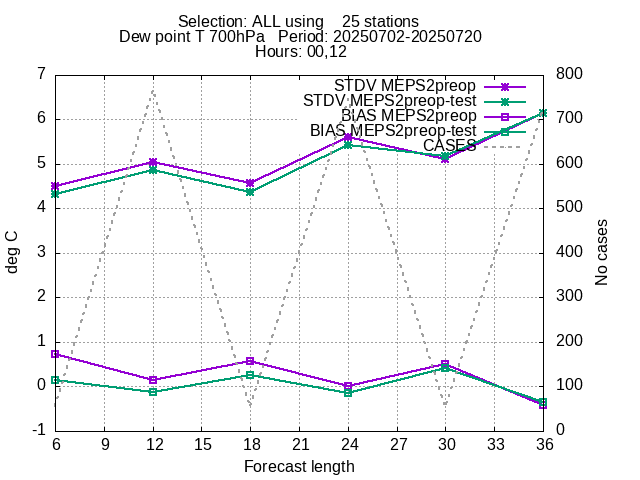 Selection: ALL using    25 stations
Dew point T 700hPa   Period: 20250702-20250720
Hours: 00,12
7 800
STDV MEPS2preop
STDV MEPS2preop-test
6 700
BIAS MEPS2preop
BIAS MEPS2preop-test
CASES
5 600
4 500
deg C
No cases
3 400
2 300
1 200
0 100
-1 0
6 9 12 15 18 21 24 27 30 33 36
Forecast length